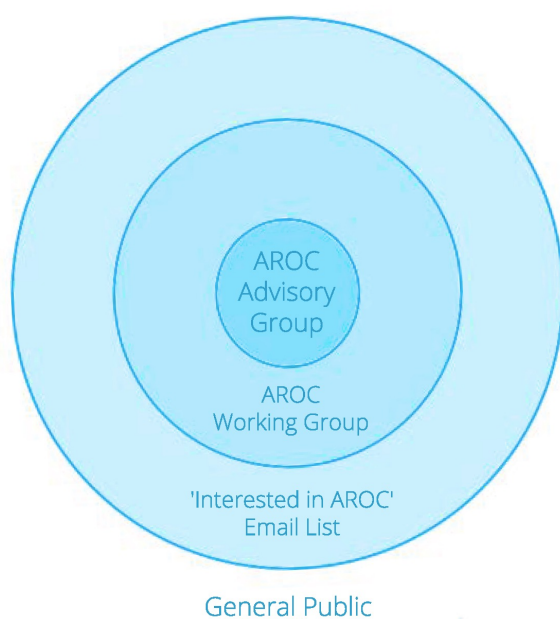 AROC
Advisory
Group
AROC
Working Group
'Interested in AROC'
Email List
General Public